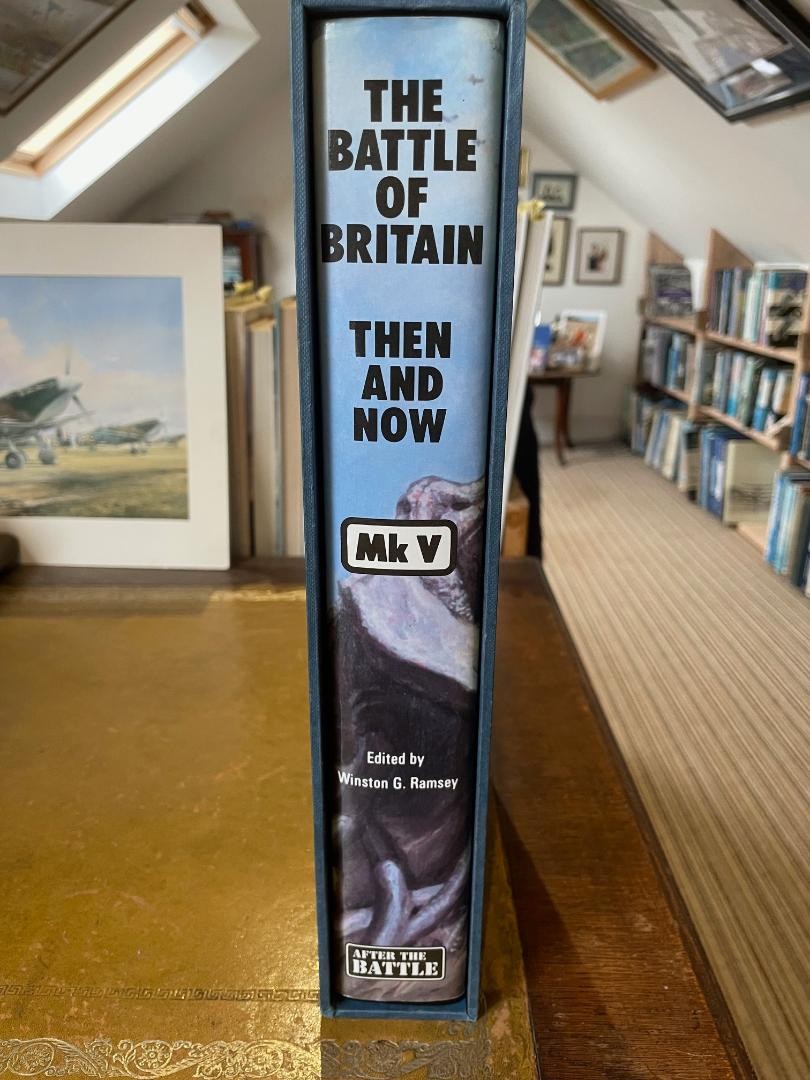 THE
BATTLE
OF
BRITAIN
THEN
AND
NOW
Mk V
Edited by
Winston G. Ramsey
AFTER THE
BATTLE